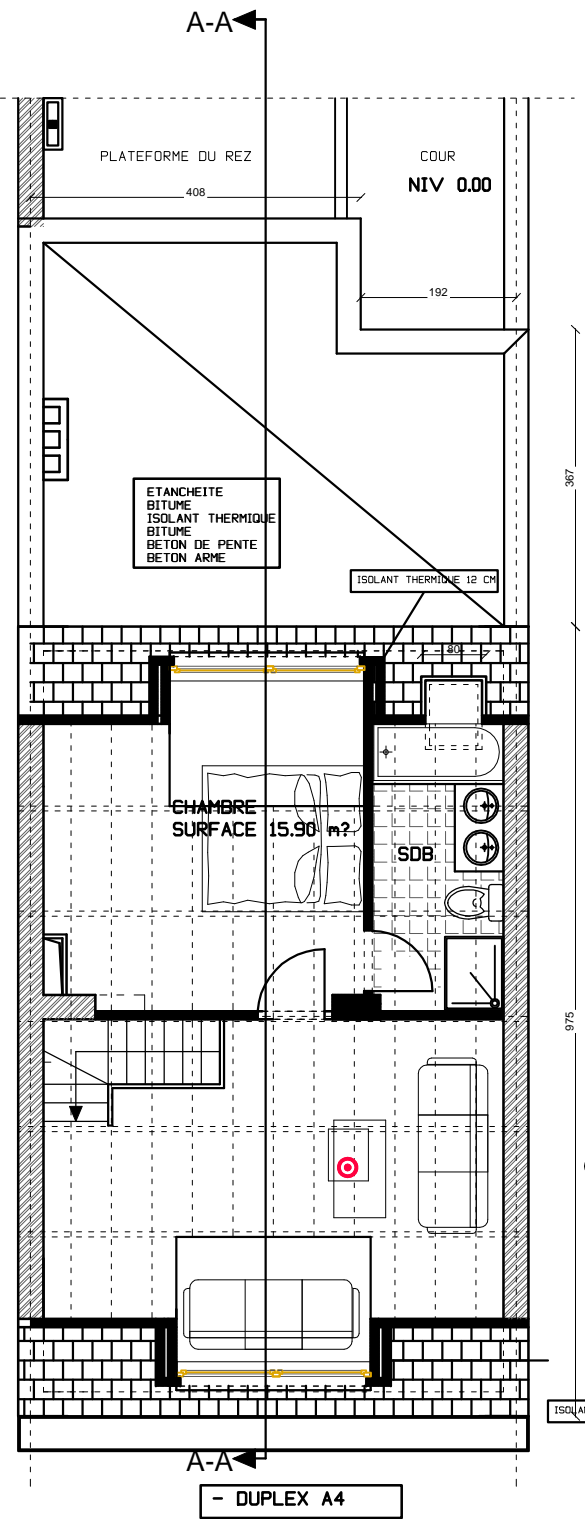 A-A
PLATEFORME DU REZ
COUR
NIV 0.00
408
192
367
ETANCHEITE
BITUME
ISOLANT THERMIQUE
BITUME
BETON DE PENTE
BETON ARME
ISOLANT THERMIQUE 12 CM
80
CHAMBRE
SURFACE 15.90 m?
SDB
975
A-A
- DUPLEX A4